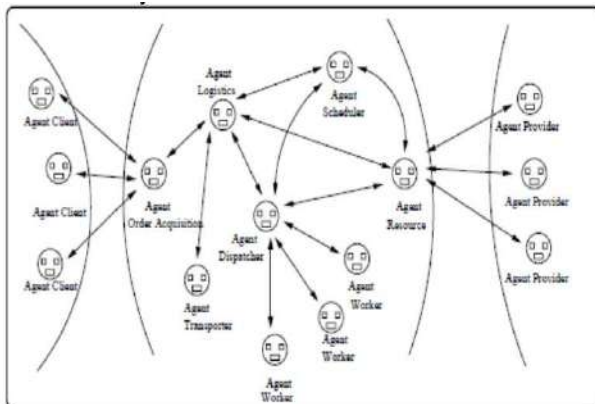 Agent
Logistics
Agent
Scheduler
Agent Client
Agent Provider
Agent Client
Agent
Order Acquisition
Agent
Resource
Agent Provider
Agent
Dispatcher
Agent Client
Agent Provider
Agent
Transporter
Agent
Worker
Agent
Worker
Agent
Worker